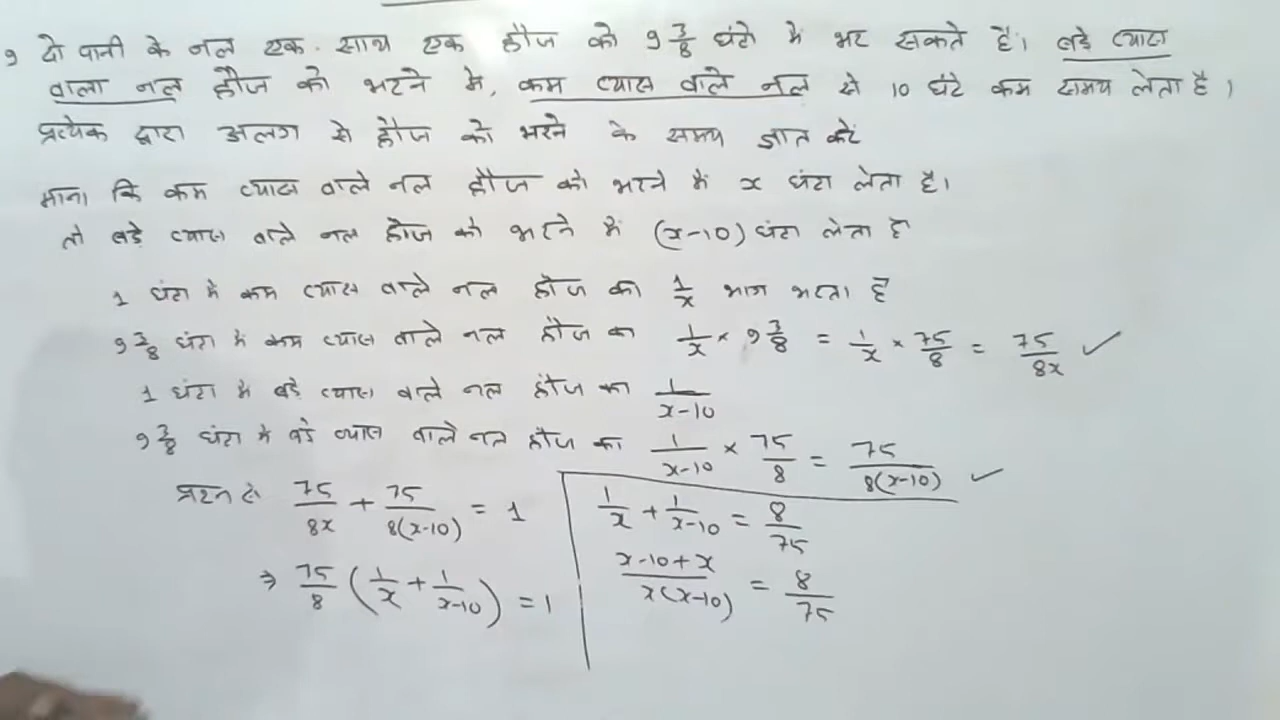 9 दो पानी के नल एक साथ एक हौज को 9 3/8 घंटो में भर सकते हैं। बड़े व्यास
वाला नल हौज को भरने में, कम व्यास वाले नल से 10 घंटे कम समय लेता है।
प्रत्येक द्वारा अलग से हौज को भरने के समय ज्ञात करें
माना कि कम व्यास वाले नल हौज को भरने में x घंटा लेता है।
तो बड़े व्यास वाले नल हौज को भरने में (x-10) घंटा लेता है
1 घंटा में कम व्यास वाले नल हौज का 1/x भाग भरता है
9 3/8 घंटा में कम व्यास वाले नल हौज का 1/x × 9 3/8 = 1/x × 75/8 = 75/8x ✓
1 घंटा में बड़े व्यास वाले नल हौज का 1/(x-10)
9 3/8 घंटा में बड़े व्यास वाले नल हौज का 1/(x-10) × 75/8 = 75/8(x-10) ✓
प्रश्न से 75/8x + 75/8(x-10) = 1
⇒ 75/8 (1/x + 1/(x-10)) = 1
1/x + 1/(x-10) = 8/75
(x-10+x)/x(x-10) = 8/75